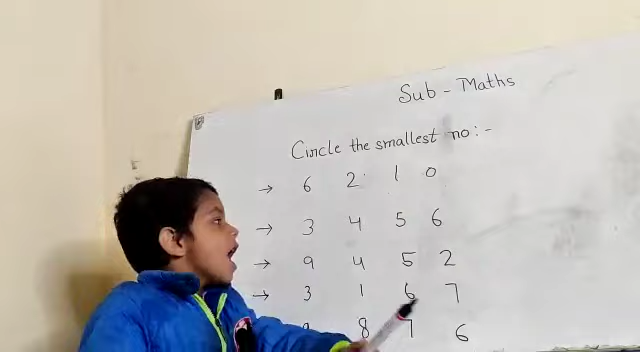 Sub - Maths
Circle the smallest no:-
→ 6 2 1 0
→ 3 4 5 6
→ 9 4 5 2
→ 3 1 6 7
8 7 6